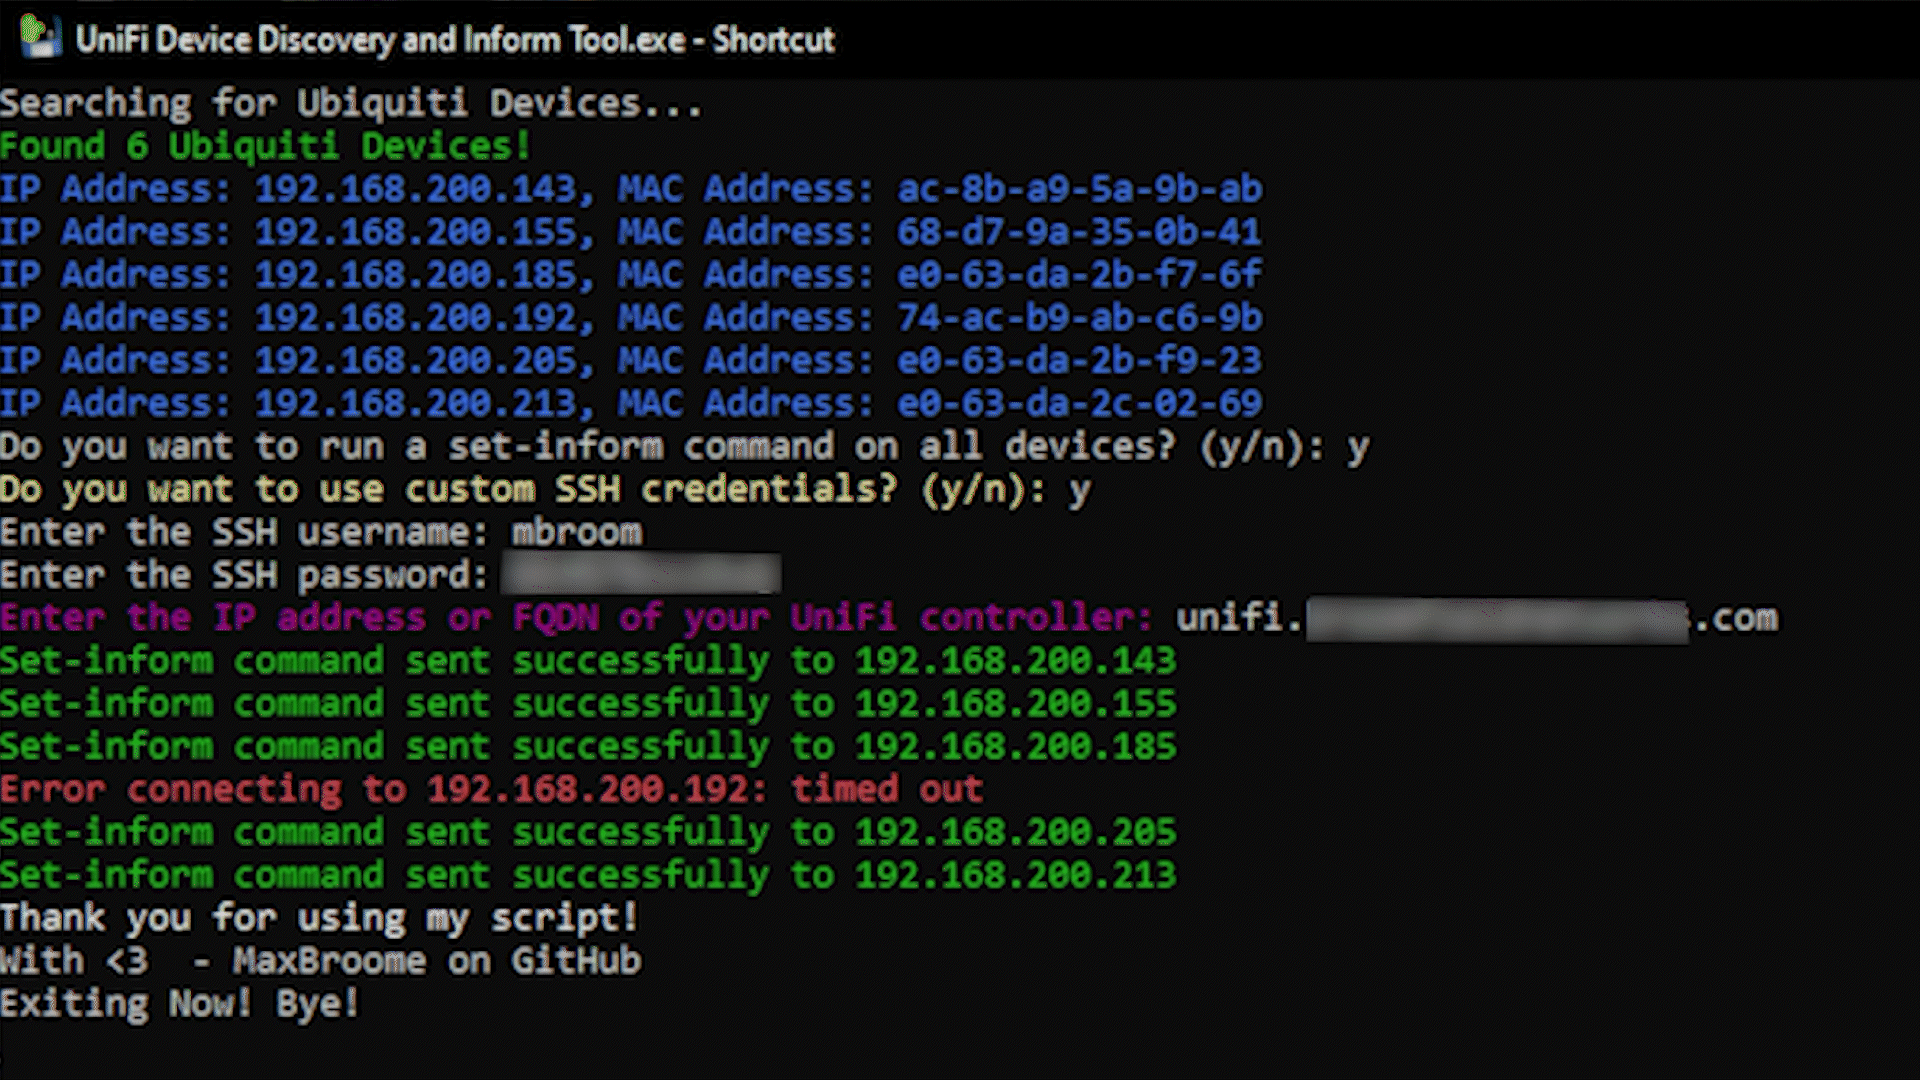 UniFi Device Discovery and Inform Tool.exe - Shortcut
Searching for Ubiquiti Devices...
Found 6 Ubiquiti Devices!
IP Address: 192.168.200.143, MAC Address: ac-8b-a9-5a-9b-ab
IP Address: 192.168.200.155, MAC Address: 68-d7-9a-35-0b-41
IP Address: 192.168.200.185, MAC Address: e0-63-da-2b-f7-6f
IP Address: 192.168.200.192, MAC Address: 74-ac-b9-ab-c6-9b
IP Address: 192.168.200.205, MAC Address: e0-63-da-2b-f9-23
IP Address: 192.168.200.213, MAC Address: e0-63-da-2c-02-69
Do you want to run a set-inform command on all devices? (y/n): y
Do you want to use custom SSH credentials? (y/n): y
Enter the SSH username: mbroom
Enter the SSH password:
Enter the IP address or FQDN of your UniFi controller: unifi. .com
Set-inform command sent successfully to 192.168.200.143
Set-inform command sent successfully to 192.168.200.155
Set-inform command sent successfully to 192.168.200.185
Error connecting to 192.168.200.192: timed out
Set-inform command sent successfully to 192.168.200.205
Set-inform command sent successfully to 192.168.200.213
Thank you for using my script!
With <3  - MaxBroome on GitHub
Exiting Now! Bye!